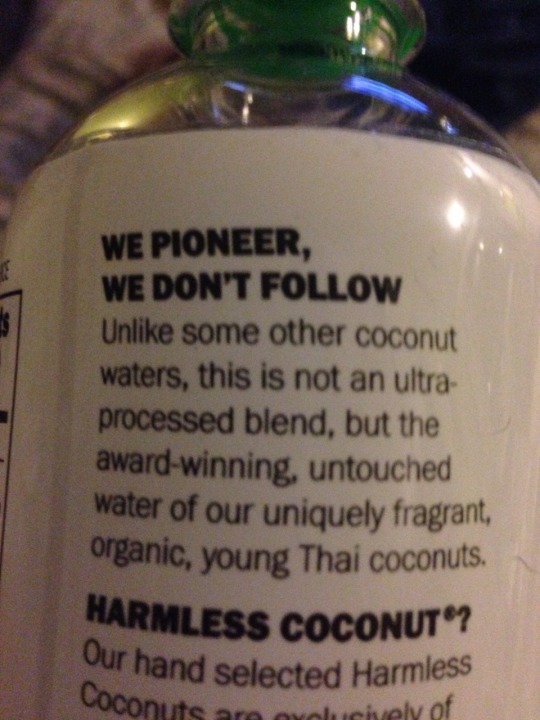 WE PIONEER,
WE DON'T FOLLOW
Unlike some other coconut
waters, this is not an ultra-
processed blend, but the
award-winning, untouched
water of our uniquely fragrant,
organic, young Thai coconuts.
HARMLESS COCONUT®?
Our hand selected Harmless
Coconuts are exclusively of